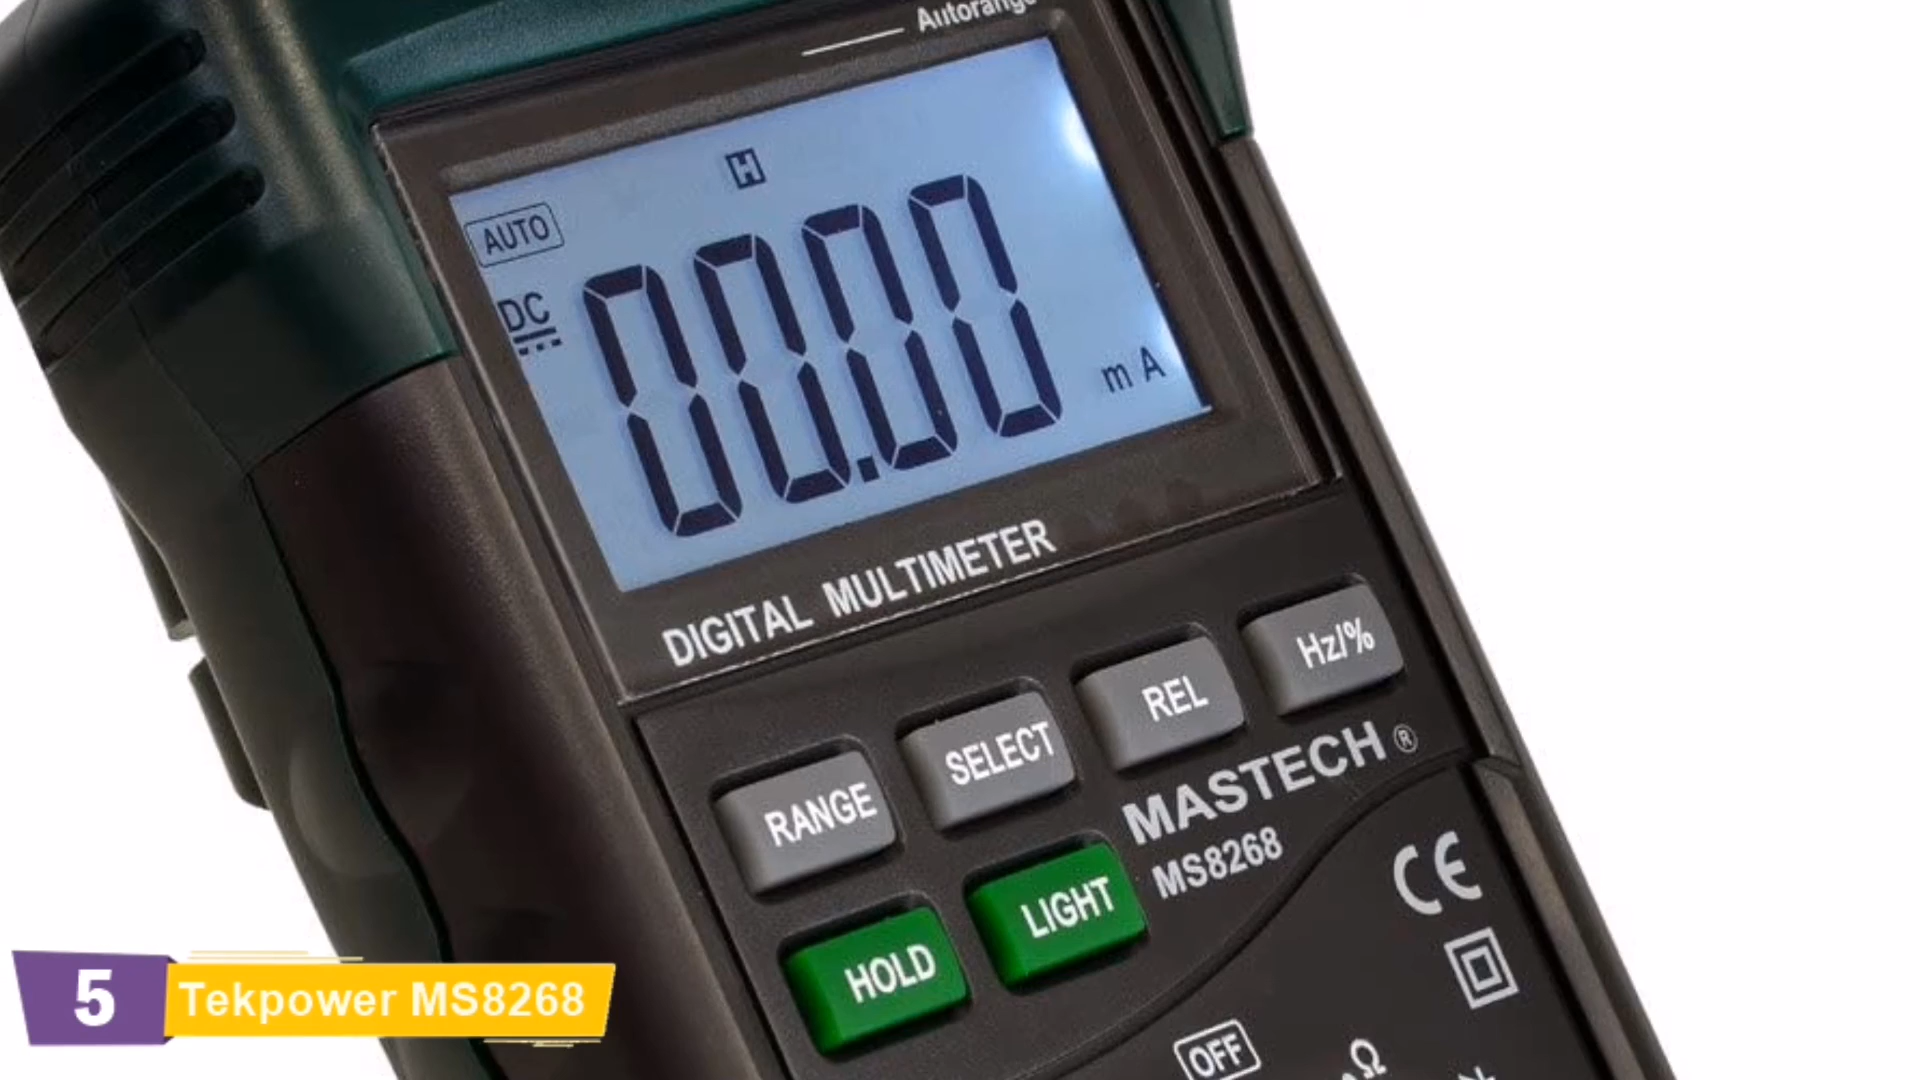 Autorange
H
AUTO
DC
00.00
m A
DIGITAL MULTIMETER
RANGE
SELECT
REL
Hz/%
HOLD
LIGHT
MASTECH®
MS8268
CE
OFF
Ω
5
Tekpower MS8268